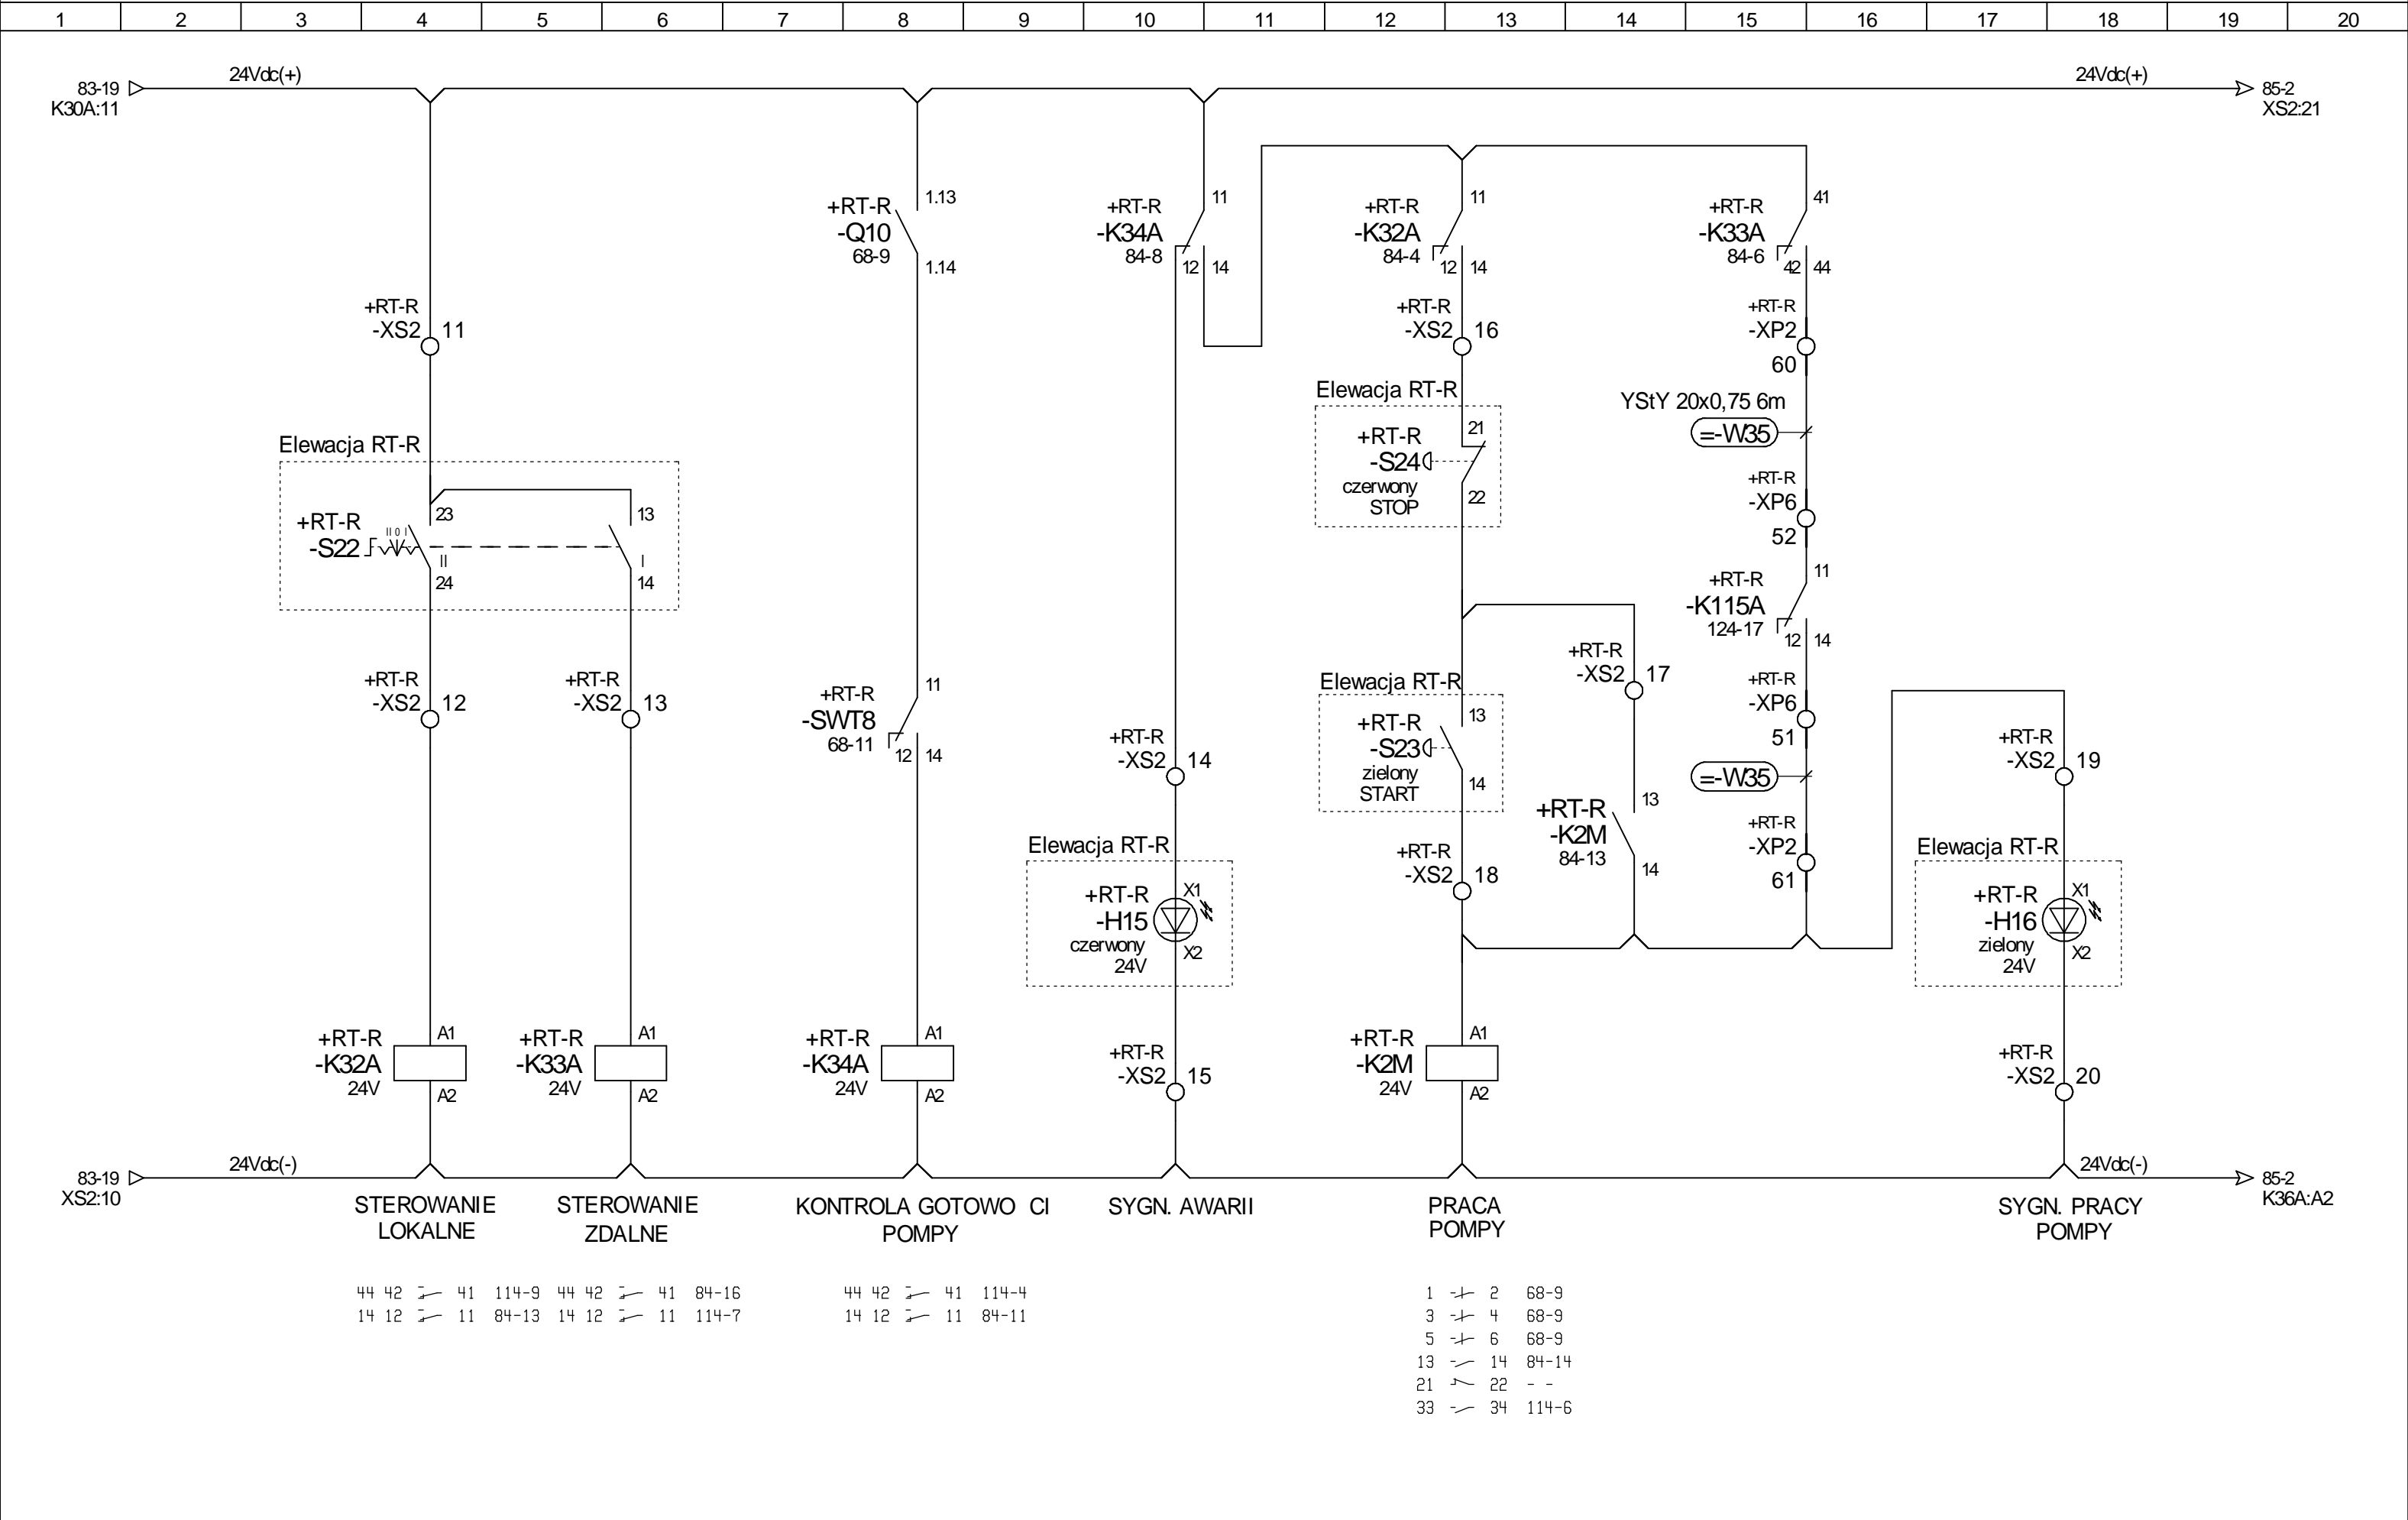 1 2 3 4 5 6 7 8 9 10 11 12 13 14 15 16 17 18 19 20
24Vdc(+) 24Vdc(+)
83-19 85-2
K30A:11 XS2:21
+RT-R
-Q10
68-9
1.13
1.14
+RT-R
-K34A
84-8
11
12 14
+RT-R
-K32A
84-4
11
12 14
+RT-R
-K33A
84-6
41
42 44
+RT-R
-XS2 11
+RT-R
-XS2 16
+RT-R
-XP2
60
Elewacja RT-R
+RT-R
-S24
czerwony
STOP
21
22
YStY 20x0,75 6m
=-W35
Elewacja RT-R
+RT-R
-S22
II 0 I
23
II
24
13
I
14
+RT-R
-XP6
52
+RT-R
-K115A
124-17
11
12 14
+RT-R
-XS2 12
+RT-R
-XS2 13
+RT-R
-SWT8
68-11
11
12 14
+RT-R
-XS2 14
Elewacja RT-R
+RT-R
-S23
zielony
START
13
14
+RT-R
-XS2 17
+RT-R
-XP6
51
=-W35
+RT-R
-XS2 19
+RT-R
-K2M
84-13
13
14
+RT-R
-XP2
61
Elewacja RT-R
+RT-R
-H15
czerwony
24V
X1
X2
+RT-R
-XS2 18
Elewacja RT-R
+RT-R
-H16
zielony
24V
X1
X2
+RT-R
-K32A
24V
A1
A2
+RT-R
-K33A
24V
A1
A2
+RT-R
-K34A
24V
A1
A2
+RT-R
-XS2 15
+RT-R
-K2M
24V
A1
A2
+RT-R
-XS2 20
24Vdc(-) 24Vdc(-)
83-19 85-2
XS2:10 K36A:A2
STEROWANIE
LOKALNE
STEROWANIE
ZDALNE
KONTROLA GOTOWO CI
POMPY
SYGN. AWARII
PRACA
POMPY
SYGN. PRACY
POMPY
44 42 41 114-9
14 12 11 84-13
44 42 41 84-16
14 12 11 114-7
44 42 41 114-4
14 12 11 84-11
1 2 68-9
3 4 68-9
5 6 68-9
13 14 84-14
21 22 - -
33 34 114-6